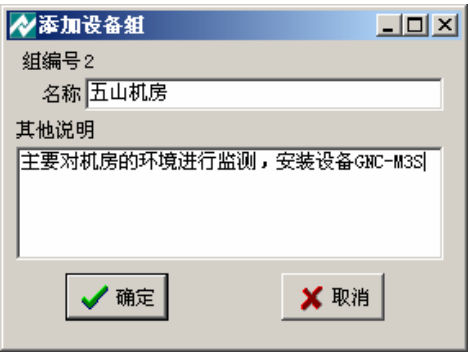 添加设备组
组编号2
名称 五山机房
其他说明
主要对机房的环境进行监测，安装设备GNC-M3S
确定 取消